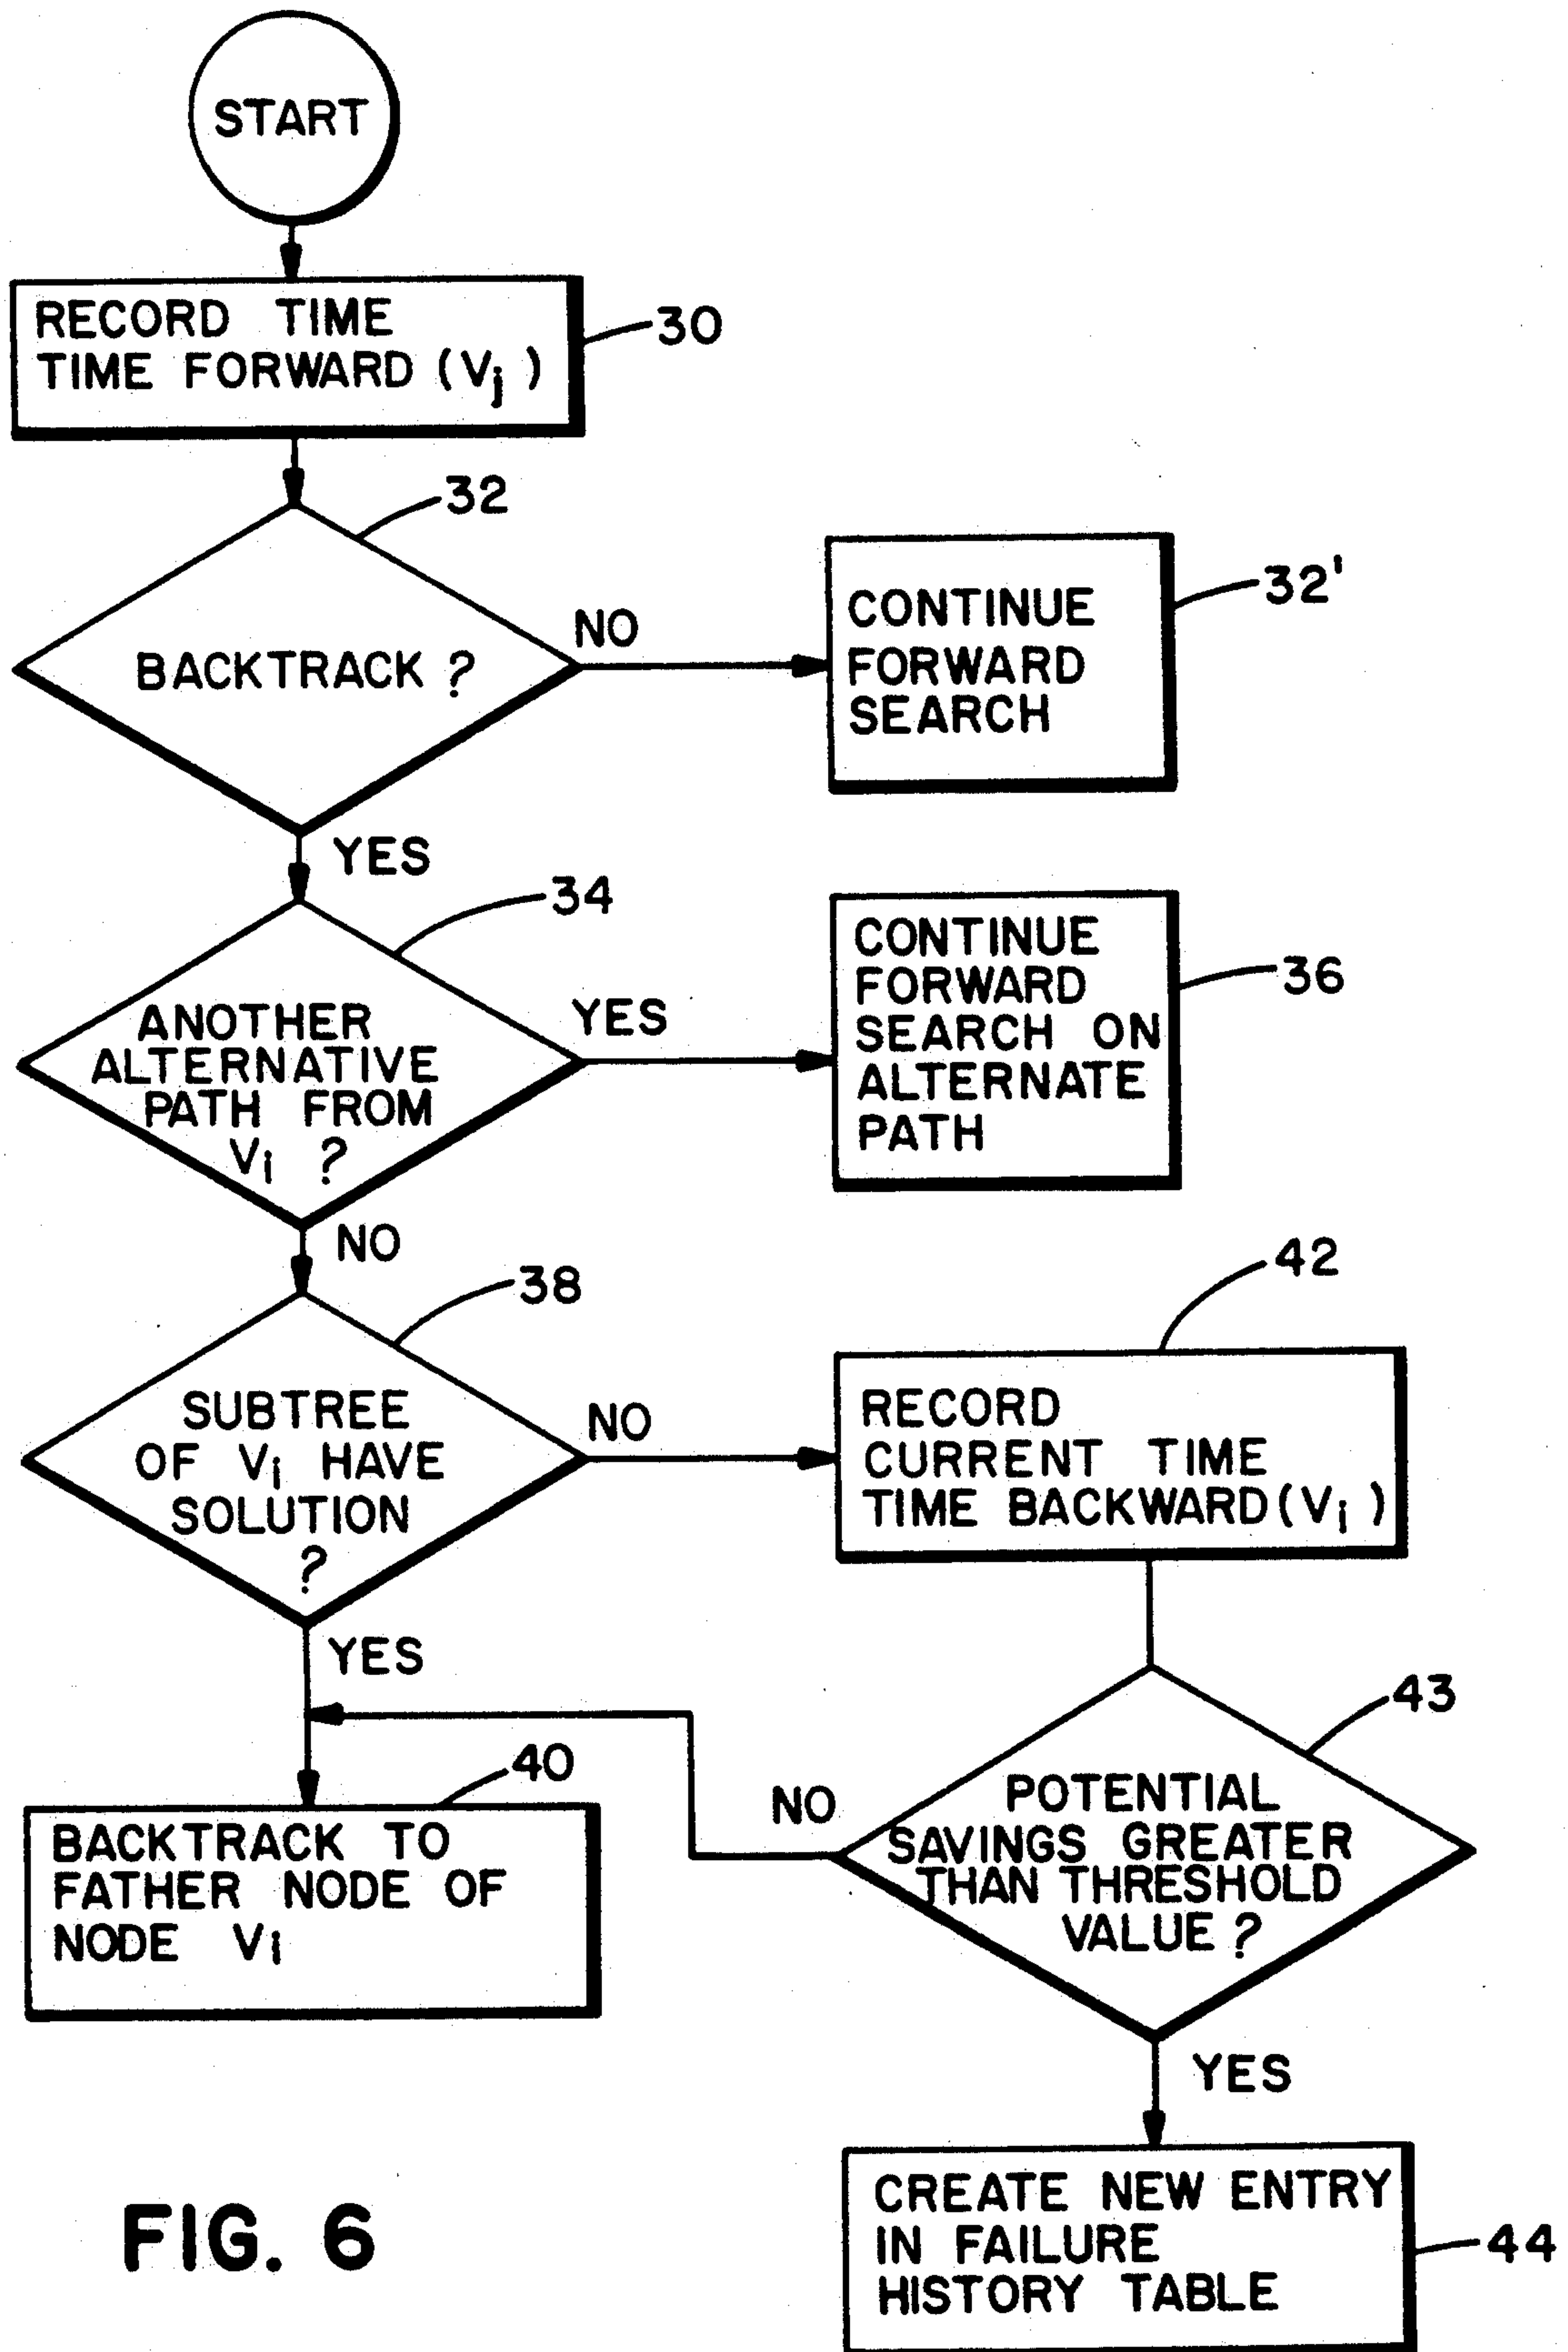 START
RECORD TIME
TIME FORWARD (Vj)
30
32
BACKTRACK ?
NO
CONTINUE
FORWARD
SEARCH
32'
YES
34
ANOTHER
ALTERNATIVE
PATH FROM
Vi ?
YES
CONTINUE
FORWARD
SEARCH ON
ALTERNATE
PATH
36
NO
38
SUBTREE
OF Vi HAVE
SOLUTION
?
NO
42
RECORD
CURRENT TIME
TIME BACKWARD (Vi)
YES
43
POTENTIAL
SAVINGS GREATER
THAN THRESHOLD
VALUE ?
NO
40
BACKTRACK TO
FATHER NODE OF
NODE Vi
YES
CREATE NEW ENTRY
IN FAILURE
HISTORY TABLE
44
FIG. 6